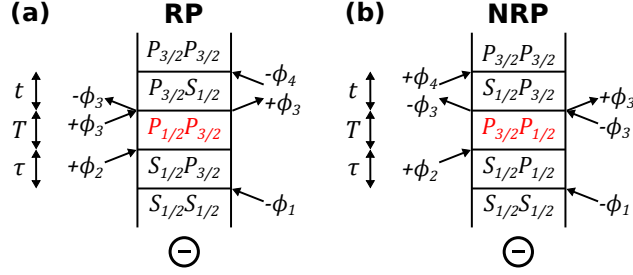 (a) RP
P3/2P3/2
-ϕ4
t
P3/2S1/2
-ϕ3
+ϕ3
+ϕ3
T
P1/2P3/2
+ϕ2
τ
S1/2P3/2
S1/2S1/2
-ϕ1
−
(b) NRP
P3/2P3/2
+ϕ4
t
S1/2P3/2
-ϕ3
+ϕ3
-ϕ3
T
P3/2P1/2
+ϕ2
τ
S1/2P1/2
S1/2S1/2
-ϕ1
−